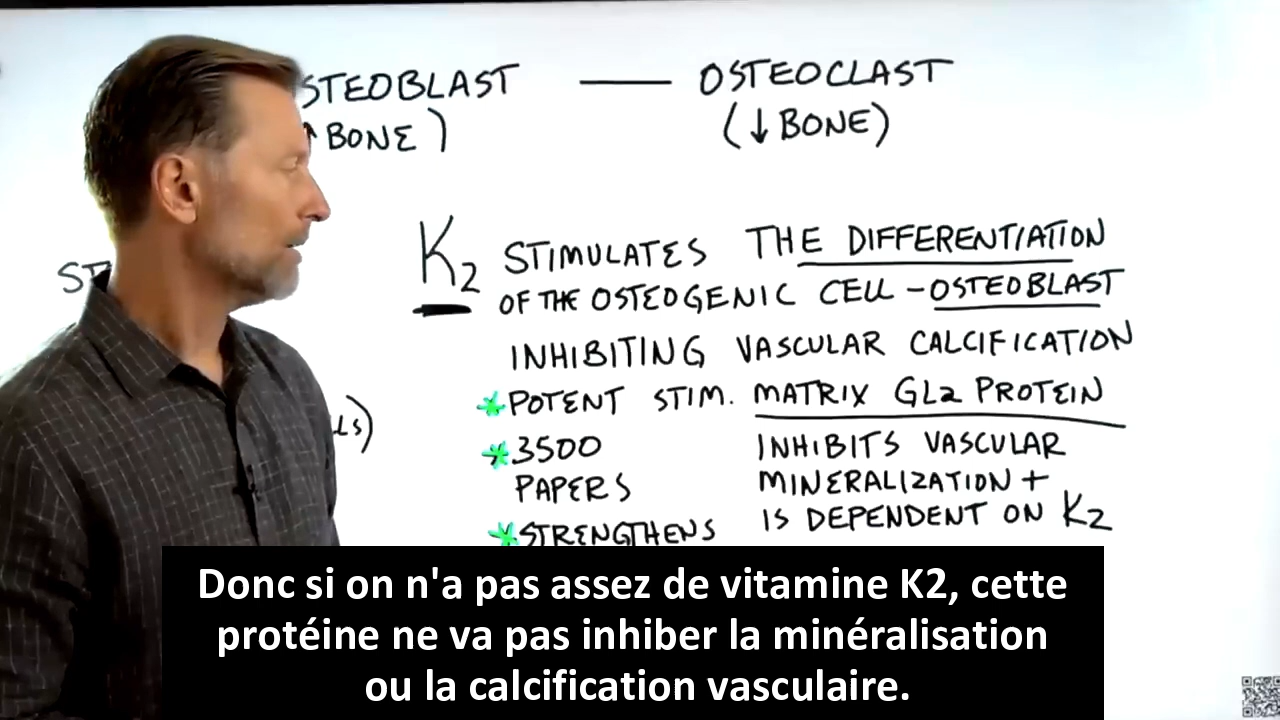 STEOBLAST — OSTEOCLAST
↑ BONE) (↓ BONE)
K2 STIMULATES THE DIFFERENTIATION
OF THE OSTEOGENIC CELL - OSTEOBLAST
ST
INHIBITING VASCULAR CALCIFICATION
* POTENT STIM. MATRIX GLa PROTEIN
LS)
* 3500
PAPERS
* STRENGTHENS
INHIBITS VASCULAR
MINERALIZATION +
IS DEPENDENT ON K2
Donc si on n'a pas assez de vitamine K2, cette
protéine ne va pas inhiber la minéralisation
ou la calcification vasculaire.